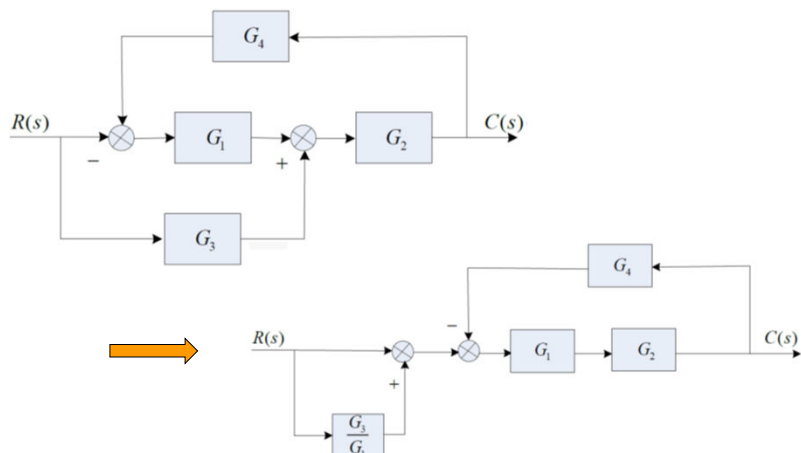 G₄
R(s)
C(s)
G₁
G₂
−
+
G₃
G₄
−
R(s)
C(s)
G₁
G₂
+
G₃